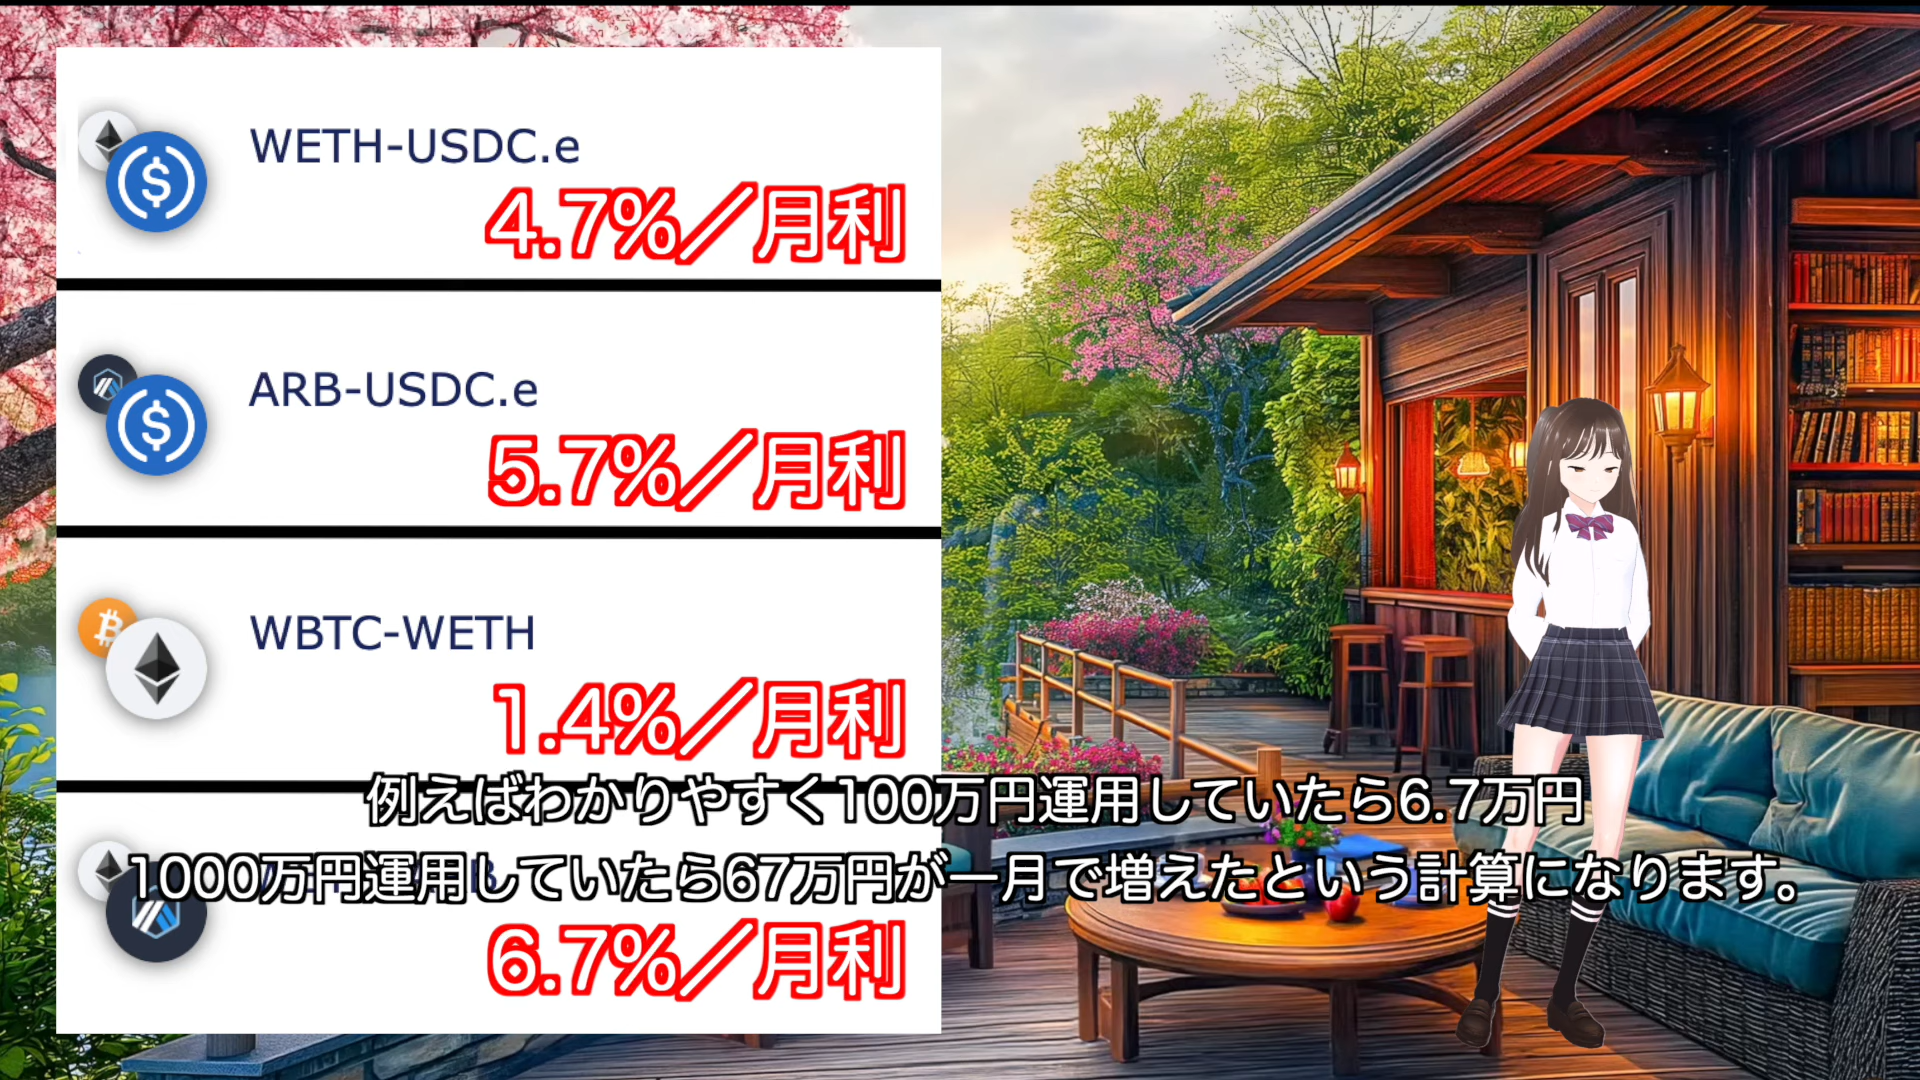 WETH-USDC.e
4.7%／月利
ARB-USDC.e
5.7%／月利
WBTC-WETH
1.4%／月利
例えばわかりやすく100万円運用していたら6.7万円
1000万円運用していたら67万円が一月で増えたという計算になります。
6.7%／月利